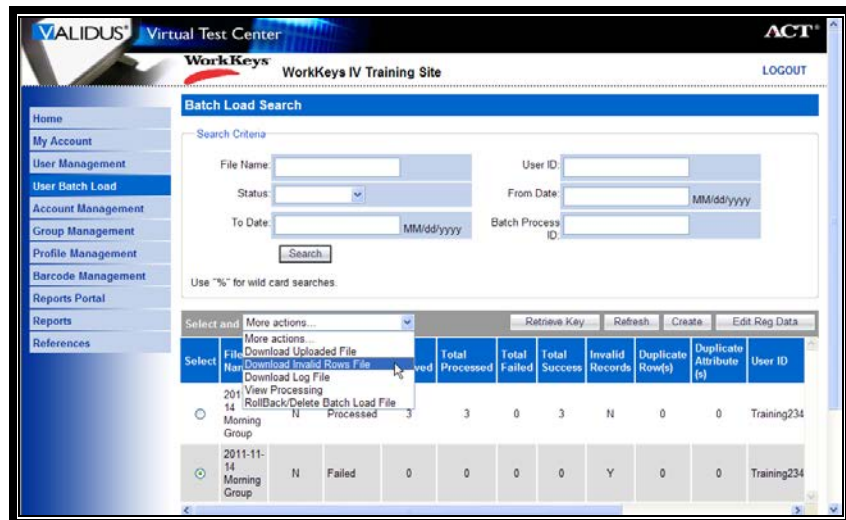 VALIDUS® Virtual Test Center
ACT®
WorkKeys
WorkKeys IV Training Site
LOGOUT
Home
My Account
User Management
User Batch Load
Account Management
Group Management
Profile Management
Barcode Management
Reports Portal
Reports
References
Batch Load Search
Search Criteria
File Name:
User ID:
Status:
From Date:
MM/dd/yyyy
To Date:
MM/dd/yyyy
Batch Process ID:
Search
Use "%" for wild card searches.
Select and
More actions...
Retrieve Key
Refresh
Create
Edit Reg Data
More actions...
Download Uploaded File
Download Invalid Rows File
Download Log File
View Processing
RollBack/Delete Batch Load File
Select
Total Processed
Total Failed
Total Success
Invalid Records
Duplicate Row(s)
Duplicate Attribute (s)
User ID
14 Morning Group
N
Processed
3
3
0
3
N
0
0
Training234
2011-11-14 Morning Group
N
Failed
0
0
0
0
Y
0
0
Training234